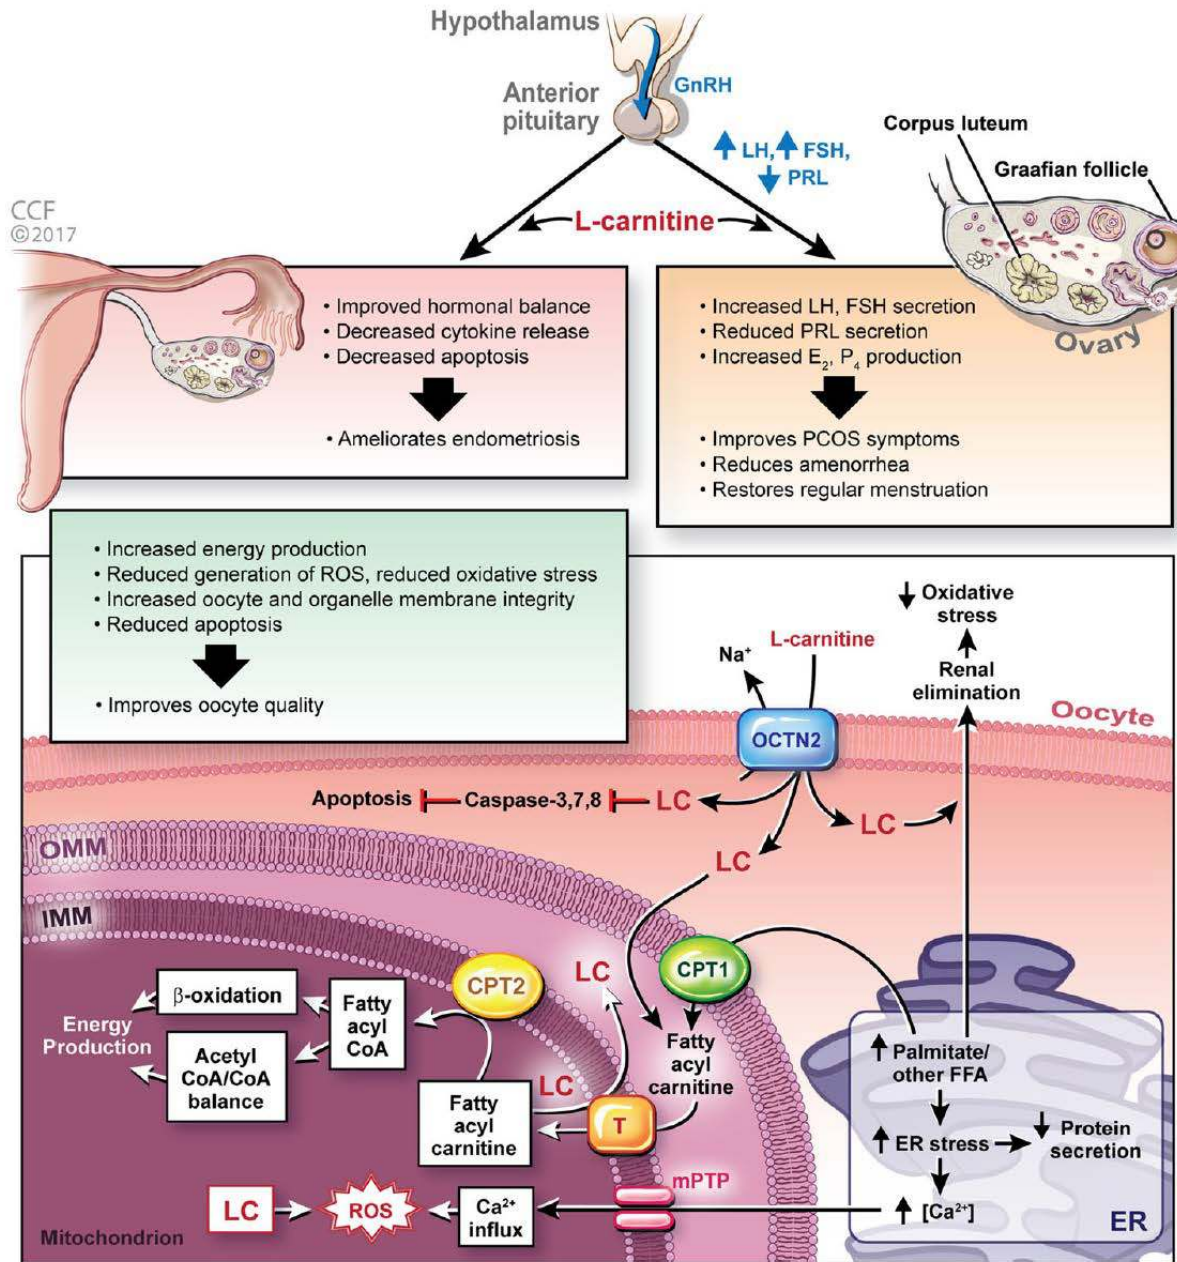 Hypothalamus
GnRH
Anterior
pituitary
↑ LH, ↑ FSH,
↓ PRL
Corpus luteum
Graafian follicle
CCF
©2017
L-carnitine
Ovary
• Improved hormonal balance
• Decreased cytokine release
• Decreased apoptosis
• Ameliorates endometriosis
• Increased LH, FSH secretion
• Reduced PRL secretion
• Increased E₂, P₄ production
• Improves PCOS symptoms
• Reduces amenorrhea
• Restores regular menstruation
• Increased energy production
• Reduced generation of ROS, reduced oxidative stress
• Increased oocyte and organelle membrane integrity
• Reduced apoptosis
• Improves oocyte quality
↓ Oxidative
stress
Renal
elimination
L-carnitine
Na⁺
OCTN2
Oocyte
Apoptosis
Caspase-3,7,8
LC
LC
LC
OMM
IMM
CPT2
LC
CPT1
β-oxidation
Fatty
acyl
CoA
Energy
Production
Acetyl
CoA/CoA
balance
LC
Fatty
acyl
carnitine
Fatty
acyl
carnitine
T
↑ Palmitate/
other FFA
↑ ER stress
↓ Protein
secretion
↑ [Ca²⁺]
ER
mPTP
LC
ROS
Ca²⁺
influx
Mitochondrion